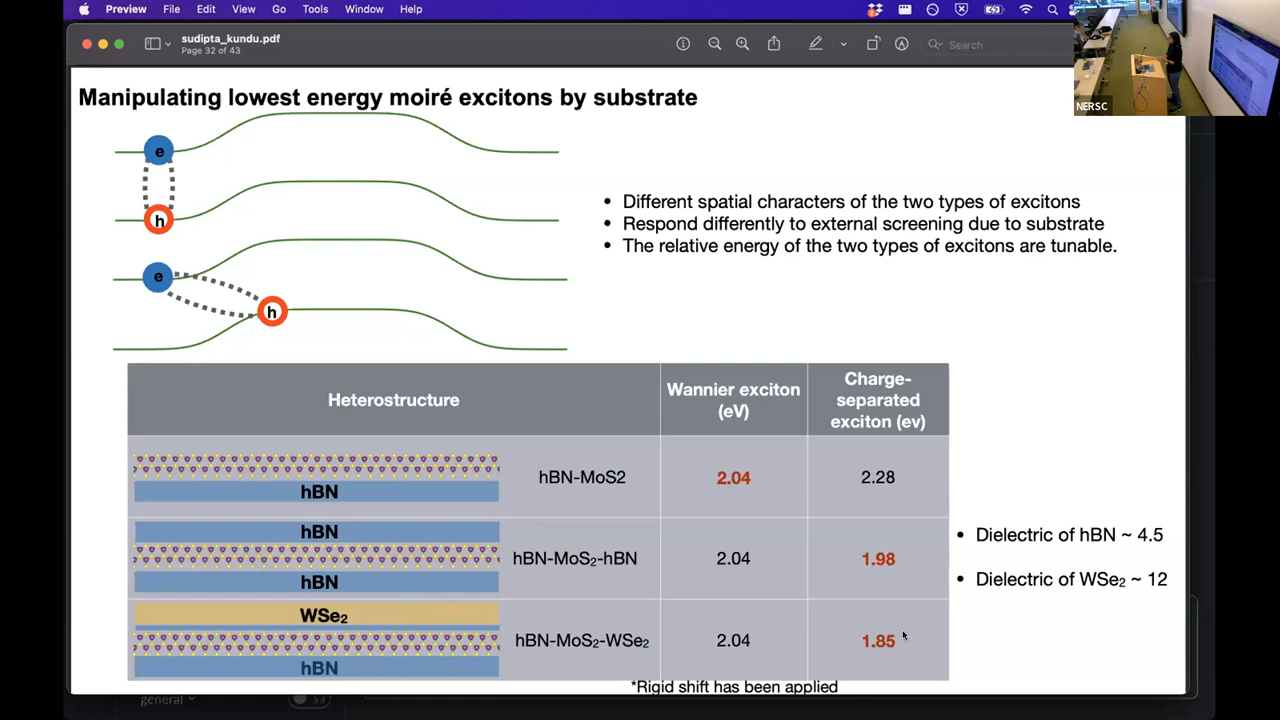 Preview File Edit View Go Tools Window Help
sudipta_kundu.pdf
Page 32 of 43
Search
NERSC
Manipulating lowest energy moiré excitons by substrate
e
h
e
h
• Different spatial characters of the two types of excitons
• Respond differently to external screening due to substrate
• The relative energy of the two types of excitons are tunable.
Heterostructure
Wannier exciton
(eV)
Charge-
separated
exciton (ev)
hBN
hBN-MoS2
2.04
2.28
hBN
hBN
hBN-MoS₂-hBN
2.04
1.98
WSe₂
hBN
hBN-MoS₂-WSe₂
2.04
1.85
• Dielectric of hBN ~ 4.5
• Dielectric of WSe₂ ~ 12
*Rigid shift has been applied
general